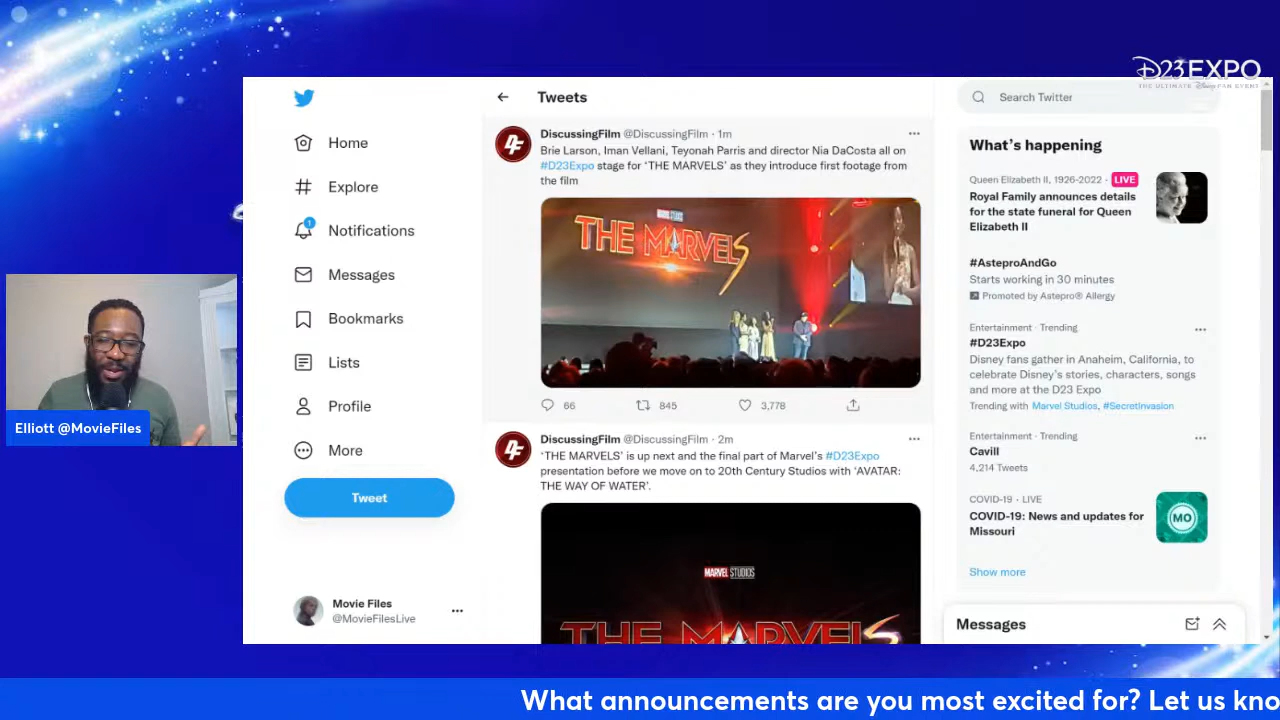 D23EXPO
THE ULTIMATE Disney FAN EVENT
Home
Explore
1
Notifications
Messages
Bookmarks
Lists
Profile
More
Tweet
Movie Files
@MovieFilesLive
Tweets
DiscussingFilm @DiscussingFilm · 1m
Brie Larson, Iman Vellani, Teyonah Parris and director Nia DaCosta all on
#D23Expo stage for ‘THE MARVELS’ as they introduce first footage from
the film
MARVEL STUDIOS
THE MARVELS
66 845 3,778
DiscussingFilm @DiscussingFilm · 2m
‘THE MARVELS’ is up next and the final part of Marvel’s #D23Expo
presentation before we move on to 20th Century Studios with ‘AVATAR:
THE WAY OF WATER’.
MARVEL STUDIOS
THE MARVELS
Search Twitter
What’s happening
Queen Elizabeth II, 1926-2022 · LIVE
Royal Family announces details
for the state funeral for Queen
Elizabeth II
#AsteproAndGo
Starts working in 30 minutes
Promoted by Astepro® Allergy
Entertainment · Trending
#D23Expo
Disney fans gather in Anaheim, California, to
celebrate Disney’s stories, characters, songs
and more at the D23 Expo
Trending with Marvel Studios, #SecretInvasion
Entertainment · Trending
Cavill
4,214 Tweets
COVID-19 · LIVE
COVID-19: News and updates for
Missouri
MO
Show more
Messages
Elliott @MovieFiles
What announcements are you most excited for? Let us kno